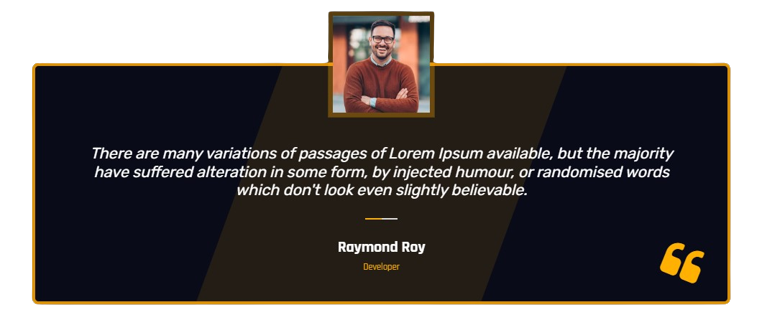 There are many variations of passages of Lorem Ipsum available, but the majority
have suffered alteration in some form, by injected humour, or randomised words
which don't look even slightly believable.
Raymond Roy
Developer